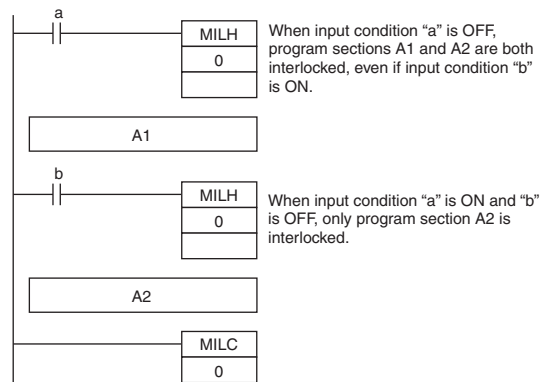 a
MILH
0
When input condition “a” is OFF,
program sections A1 and A2 are both
interlocked, even if input condition “b”
is ON.
A1
b
MILH
0
When input condition “a” is ON and “b”
is OFF, only program section A2 is
interlocked.
A2
MILC
0